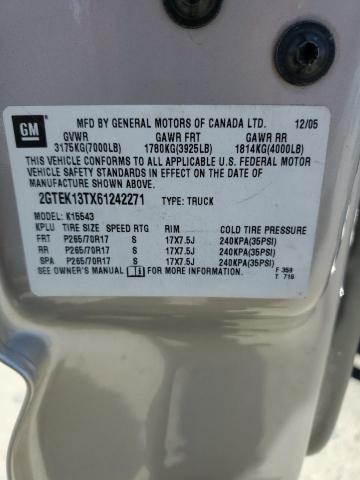 GM
MFD BY GENERAL MOTORS OF CANADA LTD. 12/05
GVWR GAWR FRT GAWR RR
3175KG(7000LB) 1780KG(3925LB) 1814KG(4000LB)
THIS VEHICLE CONFORMS TO ALL APPLICABLE U.S. FEDERAL MOTOR
VEHICLE SAFETY STANDARDS IN EFFECT ON THE DATE OF
MANUFACTURE SHOWN ABOVE.
2GTEK13TX61242271 TYPE: TRUCK
MODEL: K15543
KPLU TIRE SIZE SPEED RTG RIM COLD TIRE PRESSURE
FRT P265/70R17 S 17X7.5J 240KPA(35PSI)
RR P265/70R17 S 17X7.5J 240KPA(35PSI)
SPA P265/70R17 S 17X7.5J 240KPA(35PSI)
SEE OWNER'S MANUAL FOR MORE INFORMATION. F 359
T 716